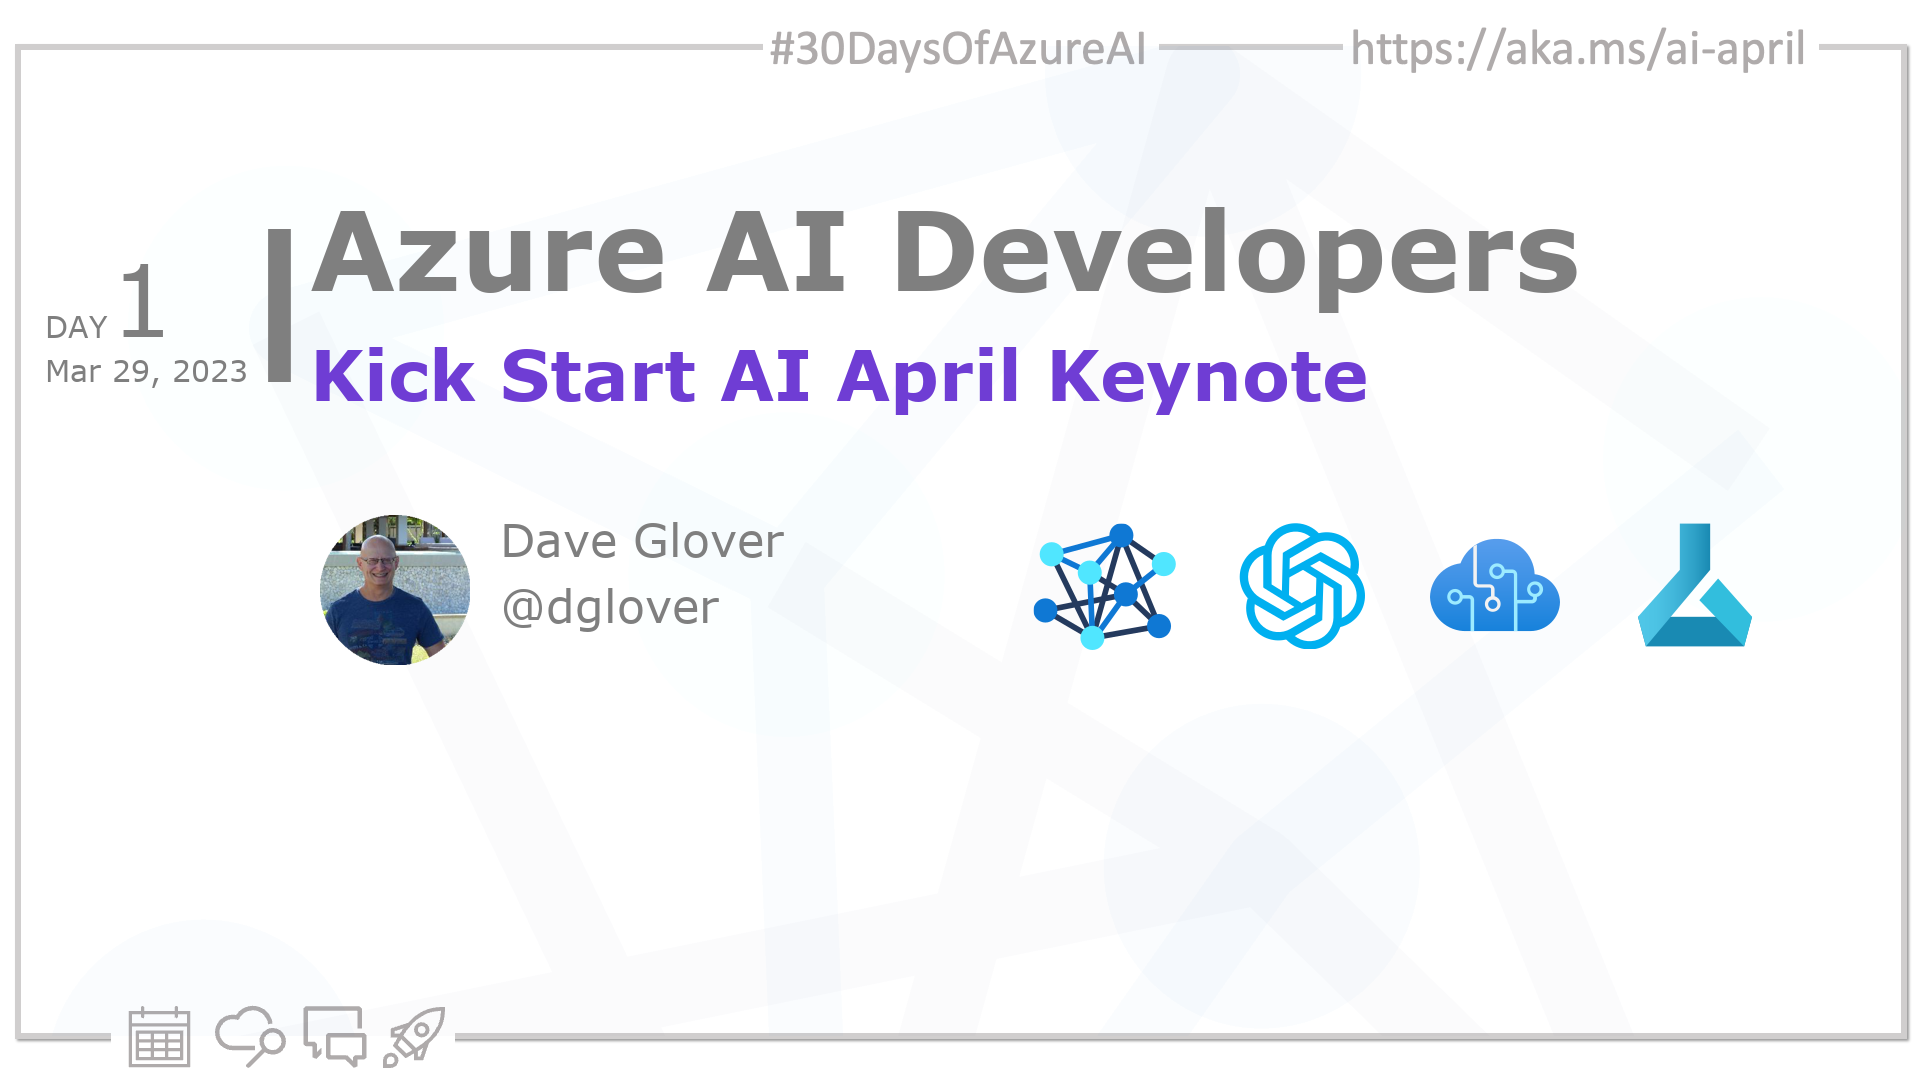 #30DaysOfAzureAI
https://aka.ms/ai-april
Azure AI Developers
DAY 1
Mar 29, 2023
Kick Start AI April Keynote
Dave Glover
@dglover